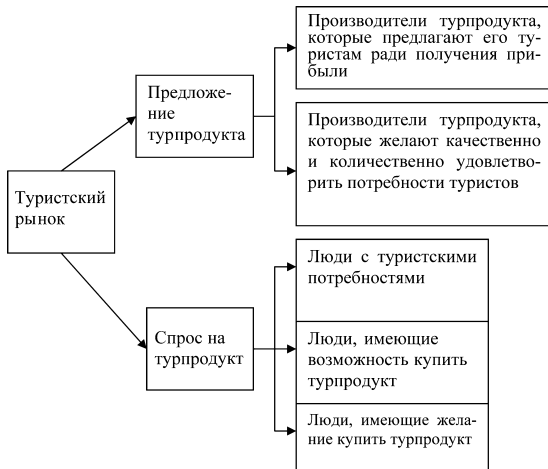 Производители турпродукта,
которые предлагают его ту-
ристам ради получения при-
были
Предложе-
ние
турпродукта
Производители турпродукта,
которые желают качественно
и количественно удовлетво-
рить потребности туристов
Туристский
рынок
Люди с туристскими
потребностями
Спрос на
турпродукт
Люди, имеющие
возможность купить
турпродукт
Люди, имеющие жела-
ние купить турпродукт